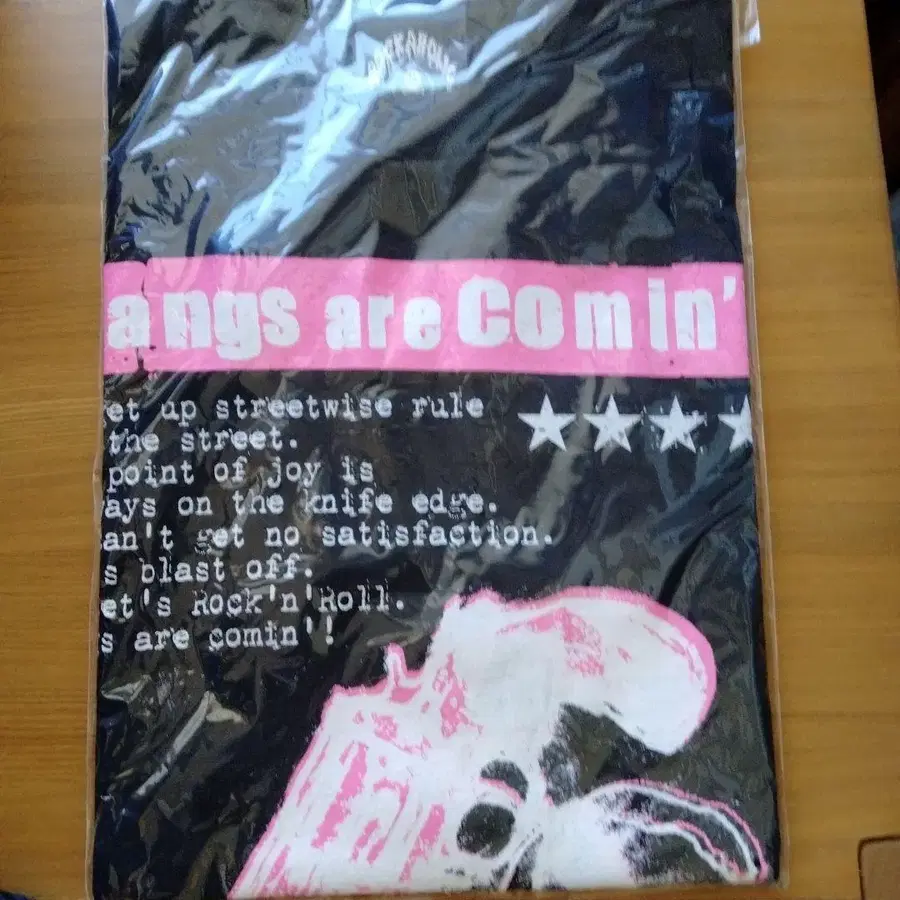 ROCKAHOLIC
angs are Comin'
et up streetwise rule
the street.
point of joy is
ays on the knife edge.
an't get no satisfaction.
s blast off.
et's Rock'n'Roll.
s are comin'!